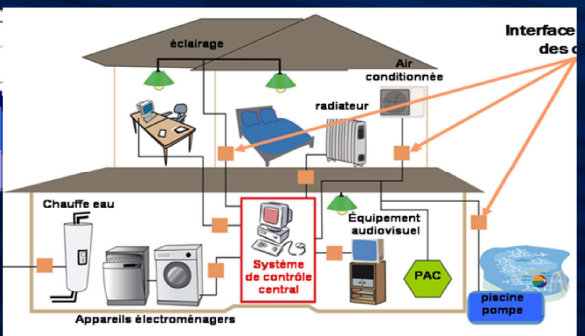 Interface
des
éclairage
Air
conditionnée
radiateur
Chauffe eau
Équipement
audiovisuel
Système
de contrôle
central
PAC
piscine
pompe
Appareils électroménagers